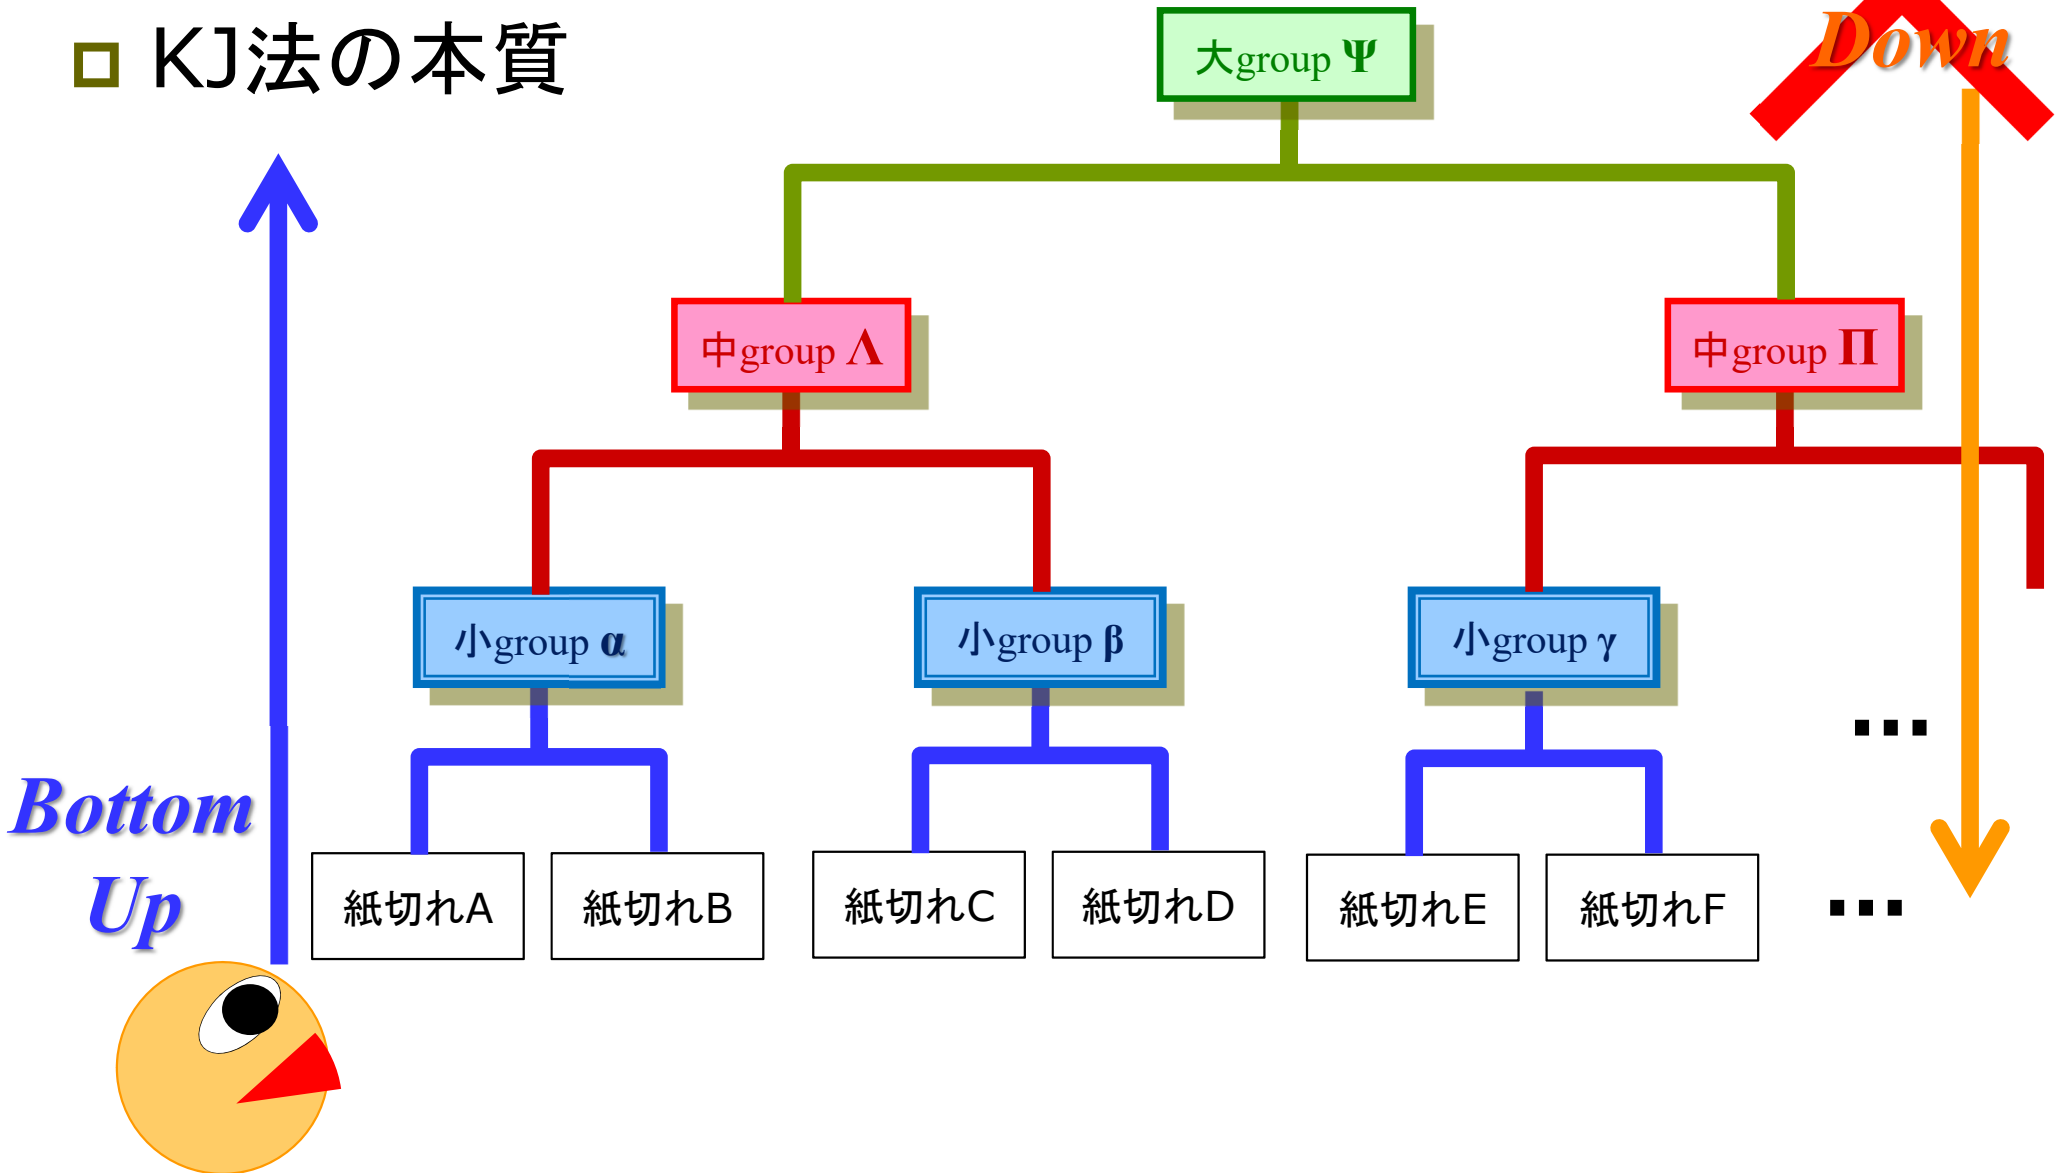 KJ法の本質
大group Ψ
Down
中group Λ
中group Π
小group α
小group β
小group γ
…
Bottom
Up
紙切れA
紙切れB
紙切れC
紙切れD
紙切れE
紙切れF
…